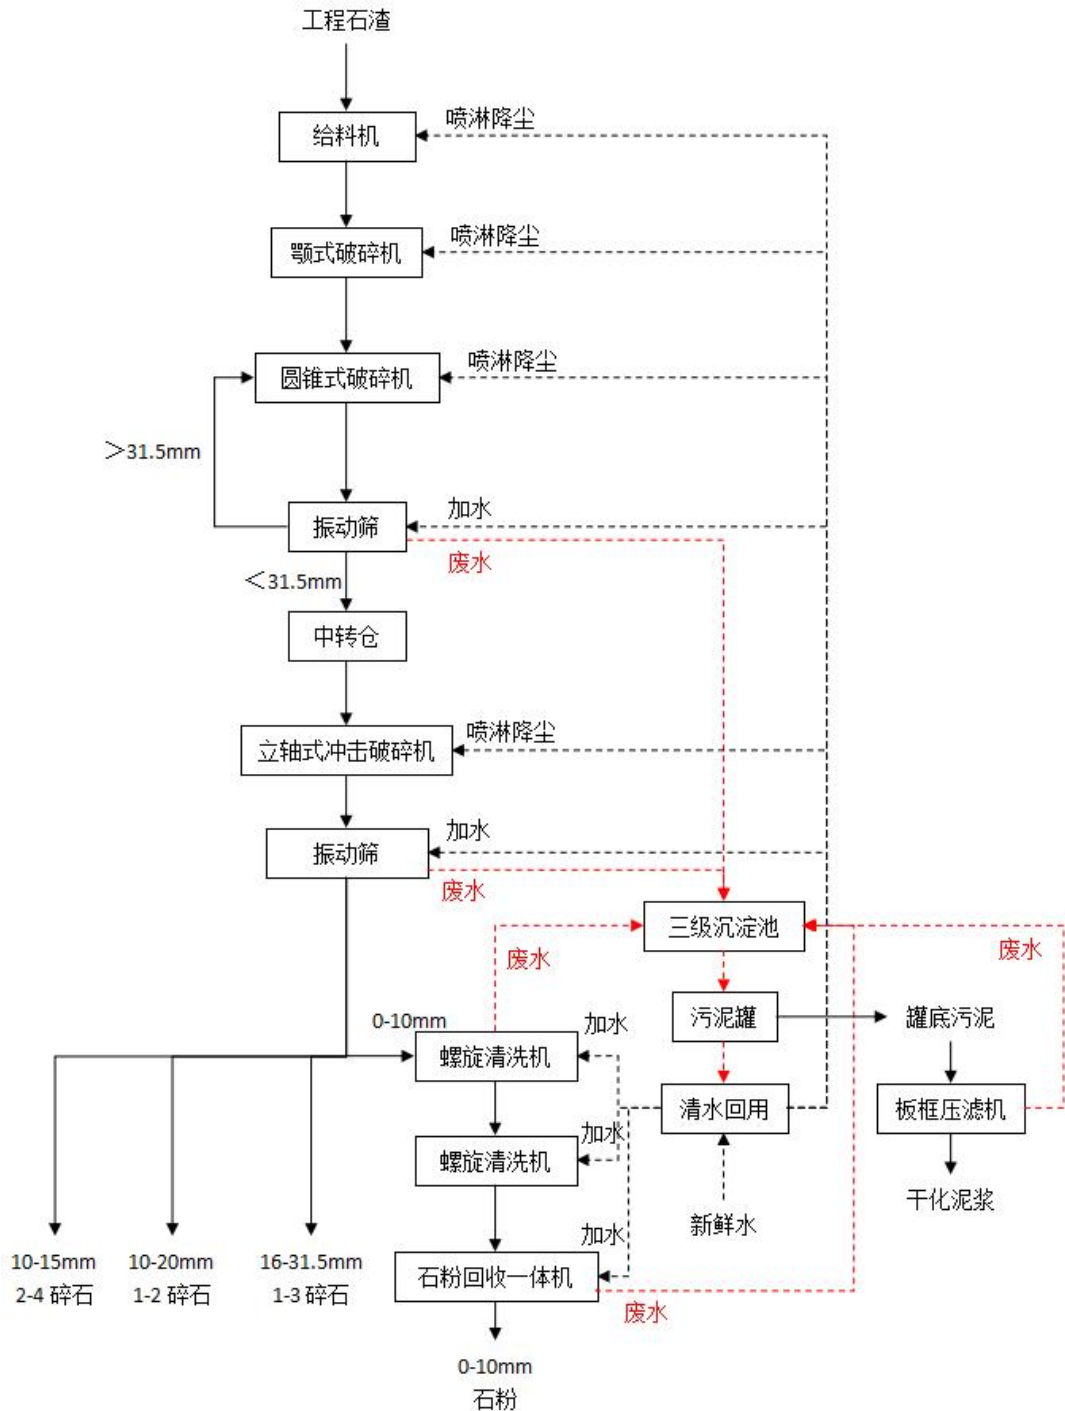 工程石渣
喷淋降尘
给料机
喷淋降尘
颚式破碎机
喷淋降尘
圆锥式破碎机
＞31.5mm
加水
振动筛
废水
＜31.5mm
中转仓
喷淋降尘
立轴式冲击破碎机
加水
振动筛
废水
三级沉淀池
废水
废水
污泥罐
罐底污泥
0-10mm
加水
螺旋清洗机
清水回用
板框压滤机
加水
螺旋清洗机
干化泥浆
新鲜水
加水
10-15mm
2-4 碎石
10-20mm
1-2 碎石
16-31.5mm
1-3 碎石
石粉回收一体机
废水
0-10mm
石粉